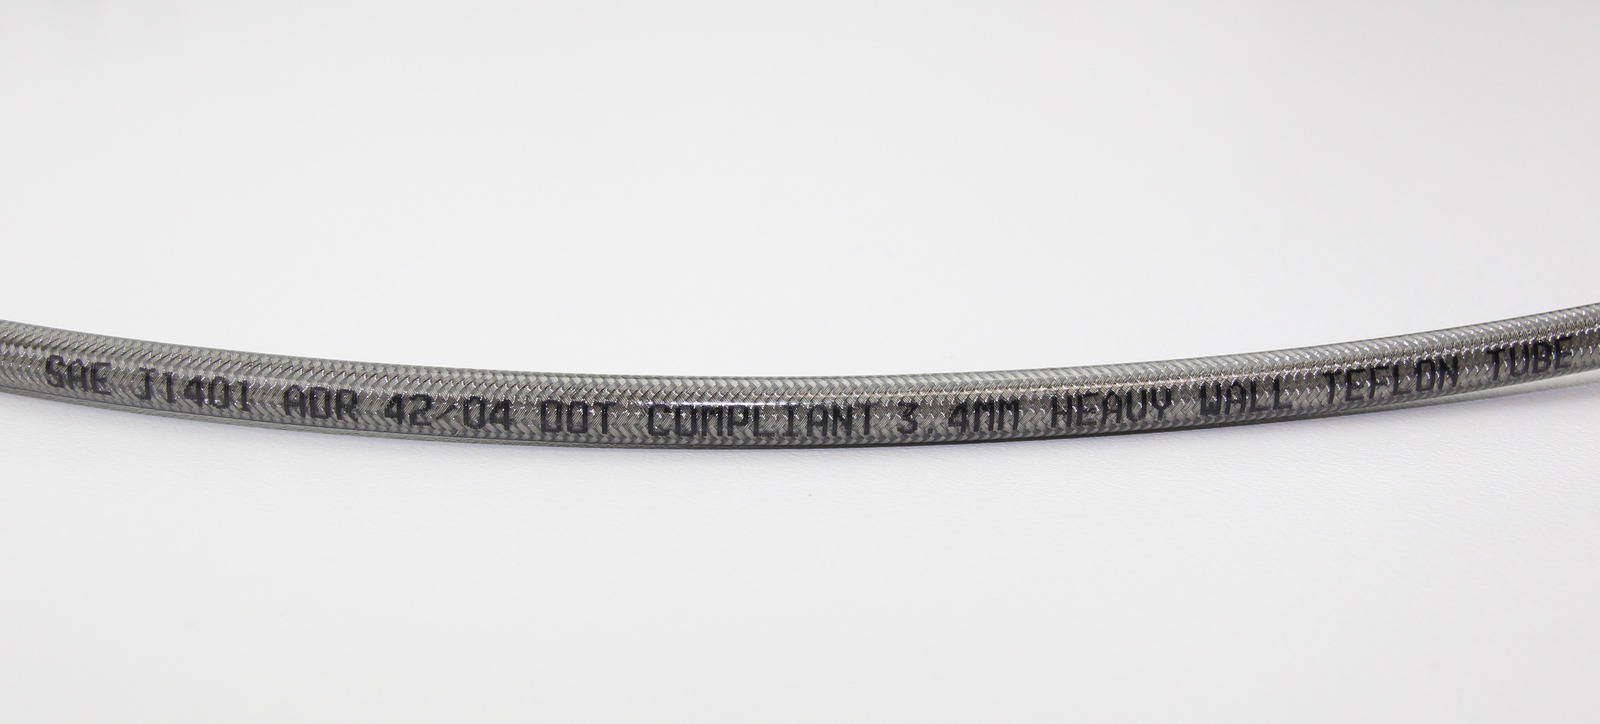 SAE J1401 ADR 42/04 DOT COMPLIANT 3.4MM HEAVY WALL TEFLON TUBE